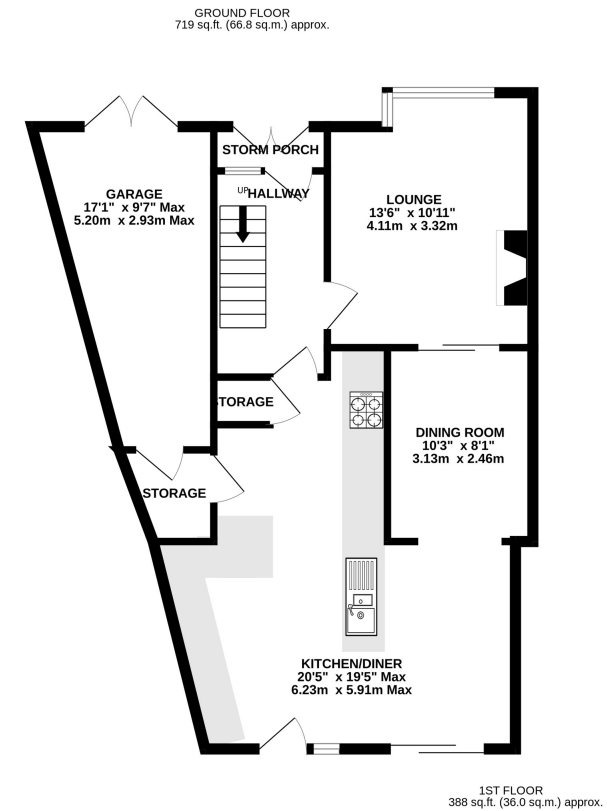 GROUND FLOOR
719 sq.ft. (66.8 sq.m.) approx.
STORM PORCH
UP
HALLWAY
GARAGE
17'1" x 9'7" Max
5.20m x 2.93m Max
LOUNGE
13'6" x 10'11"
4.11m x 3.32m
STORAGE
DINING ROOM
10'3" x 8'1"
3.13m x 2.46m
STORAGE
KITCHEN/DINER
20'5" x 19'5" Max
6.23m x 5.91m Max
1ST FLOOR
388 sq.ft. (36.0 sq.m.) approx.